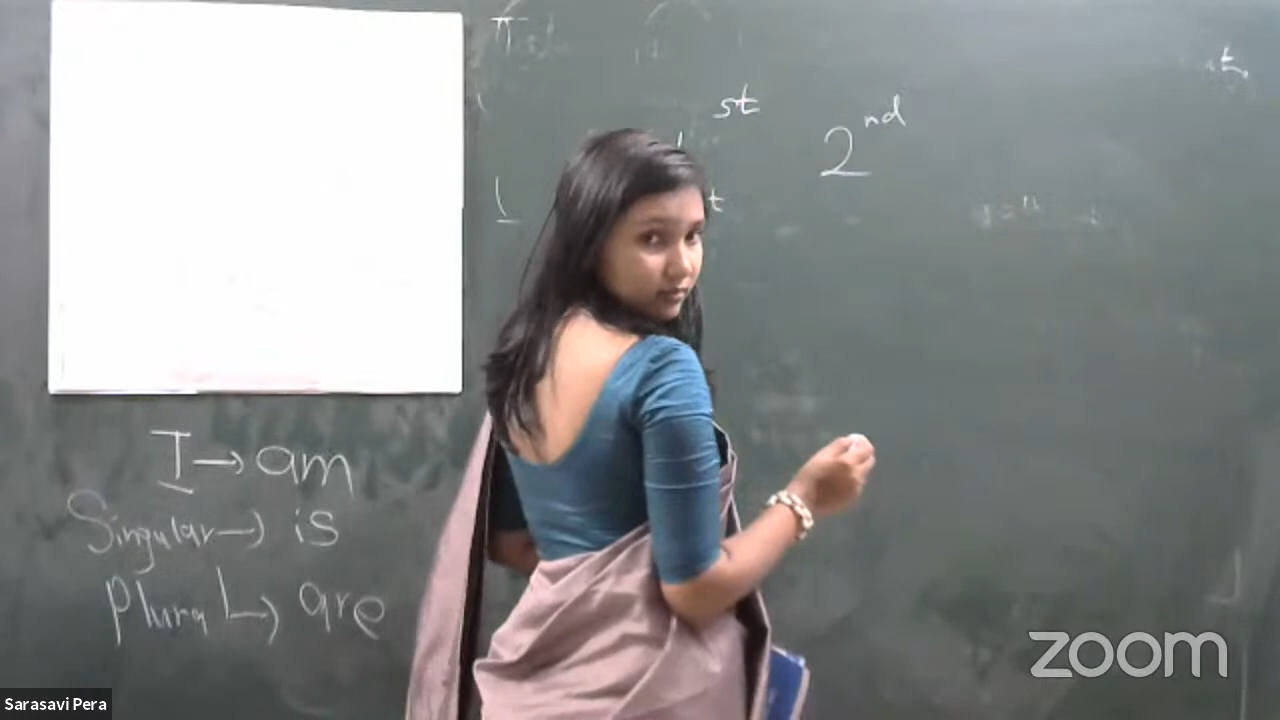 st
2nd
I → am
Singular → is
Plural → are
zoom
Sarasavi Pera